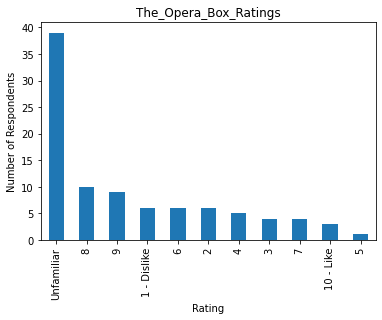 The_Opera_Box_Ratings
Number of Respondents
40
35
30
25
20
15
10
5
0
Unfamiliar
8
9
1 - Dislike
6
2
4
3
7
10 - Like
5
Rating